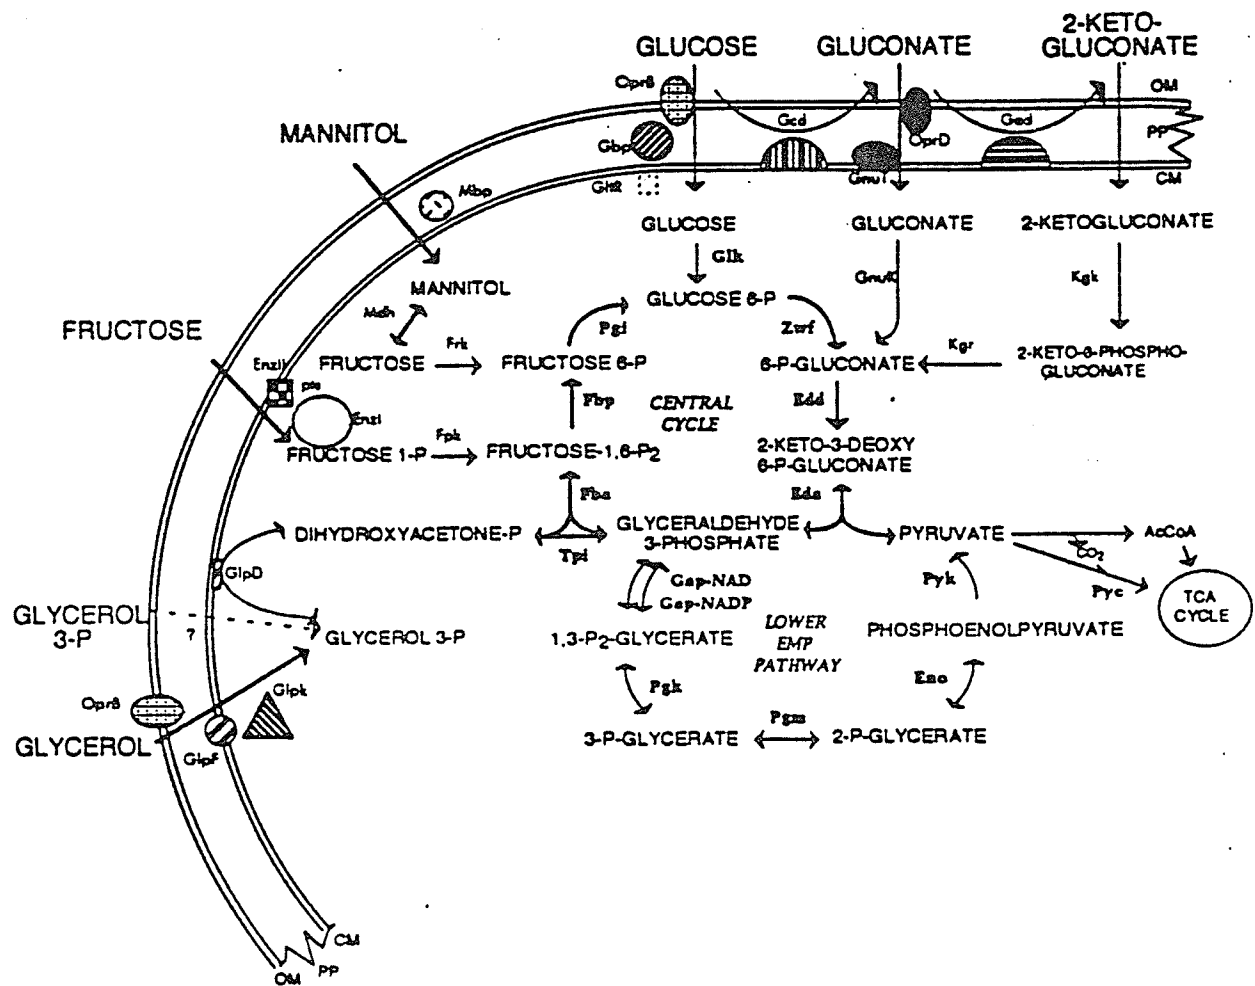 2-KETO-
GLUCOSE GLUCONATE GLUCONATE
OprB
OM
MANNITOL
Gcd
Gad
PP
Gbp
OprD
Mbp
GnuT
CM
GLUCOSE GLUCONATE 2-KETOGLUCONATE
Glk
GnuK
Kgk
MANNITOL
GLUCOSE 6-P
Mdh
Pgi
Zwf
FRUCTOSE
Frk
Kgr
EnzII
FRUCTOSE FRUCTOSE 6-P 6-P-GLUCONATE 2-KETO-6-PHOSPHO-
GLUCONATE
pts
Fbp
CENTRAL
CYCLE
Edd
EnzI
Fpk
FRUCTOSE 1-P FRUCTOSE-1,6-P2
2-KETO-3-DEOXY
6-P-GLUCONATE
Fba
Eda
DIHYDROXYACETONE-P
GLYCERALDEHYDE
3-PHOSPHATE
PYRUVATE
AcCoA
Tpi
CO2
GlpD
Gap-NAD
Gap-NADP
Pyk
Pyc
TCA
CYCLE
GLYCEROL
3-P
?
GLYCEROL 3-P
1,3-P2-GLYCERATE
LOWER
EMP
PATHWAY
PHOSPHOENOLPYRUVATE
Pgk
Eno
OprB
Glpk
Pgm
GLYCEROL
GlpF
3-P-GLYCERATE 2-P-GLYCERATE
CM
PP
OM